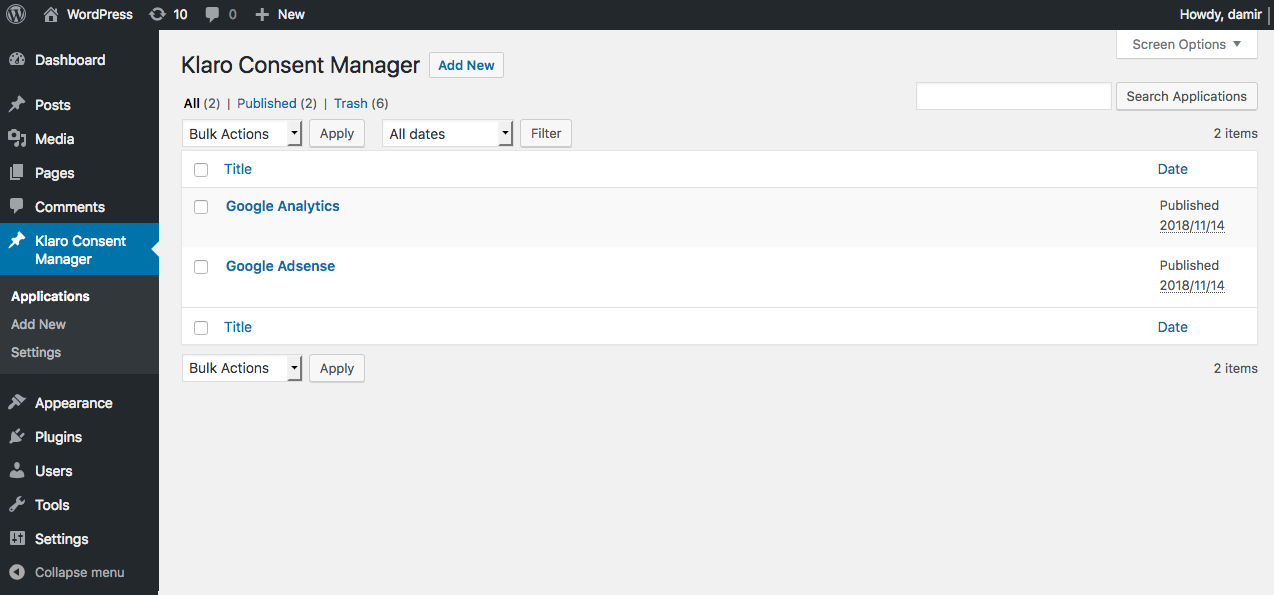 WordPress 10 0 New Howdy, damir
Dashboard
Posts
Media
Pages
Comments
Klaro Consent
Manager
Applications
Add New
Settings
Appearance
Plugins
Users
Tools
Settings
Collapse menu
Screen Options
Klaro Consent Manager Add New
All (2) | Published (2) | Trash (6)
Search Applications
Bulk Actions Apply All dates Filter 2 items
Title Date
Google Analytics Published
2018/11/14
Google Adsense Published
2018/11/14
Title Date
Bulk Actions Apply 2 items